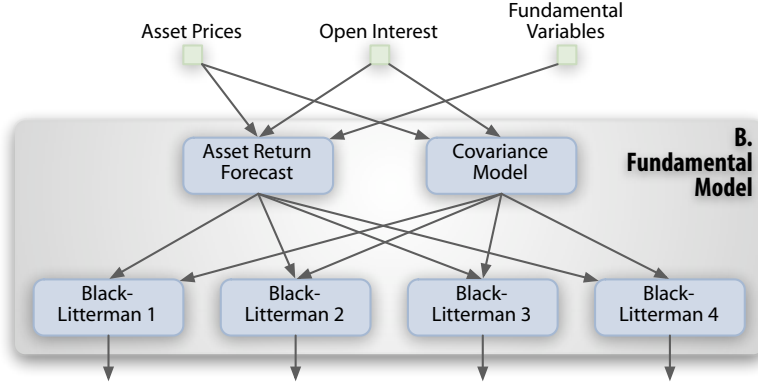 Asset Prices
Open Interest
Fundamental
Variables
Asset Return
Forecast
Covariance
Model
B.
Fundamental
Model
Black-
Litterman 1
Black-
Litterman 2
Black-
Litterman 3
Black-
Litterman 4